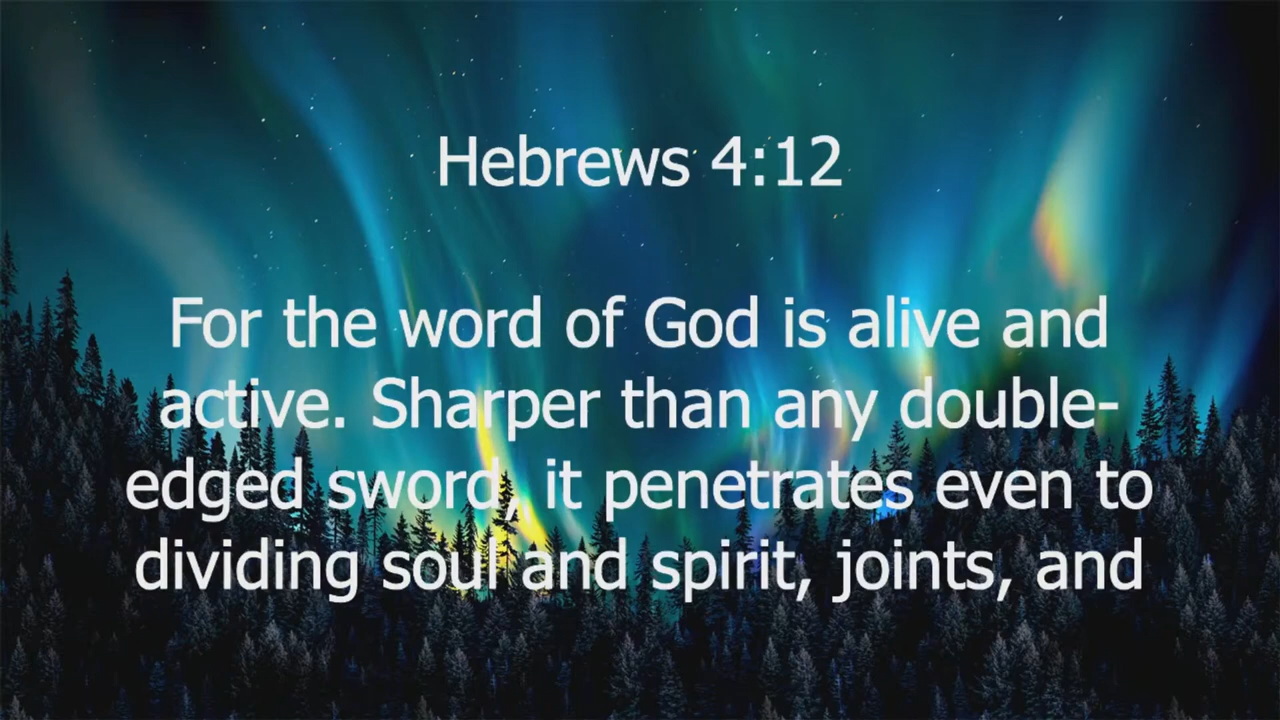 Hebrews 4:12
For the word of God is alive and
active. Sharper than any double-
edged sword, it penetrates even to
dividing soul and spirit, joints, and